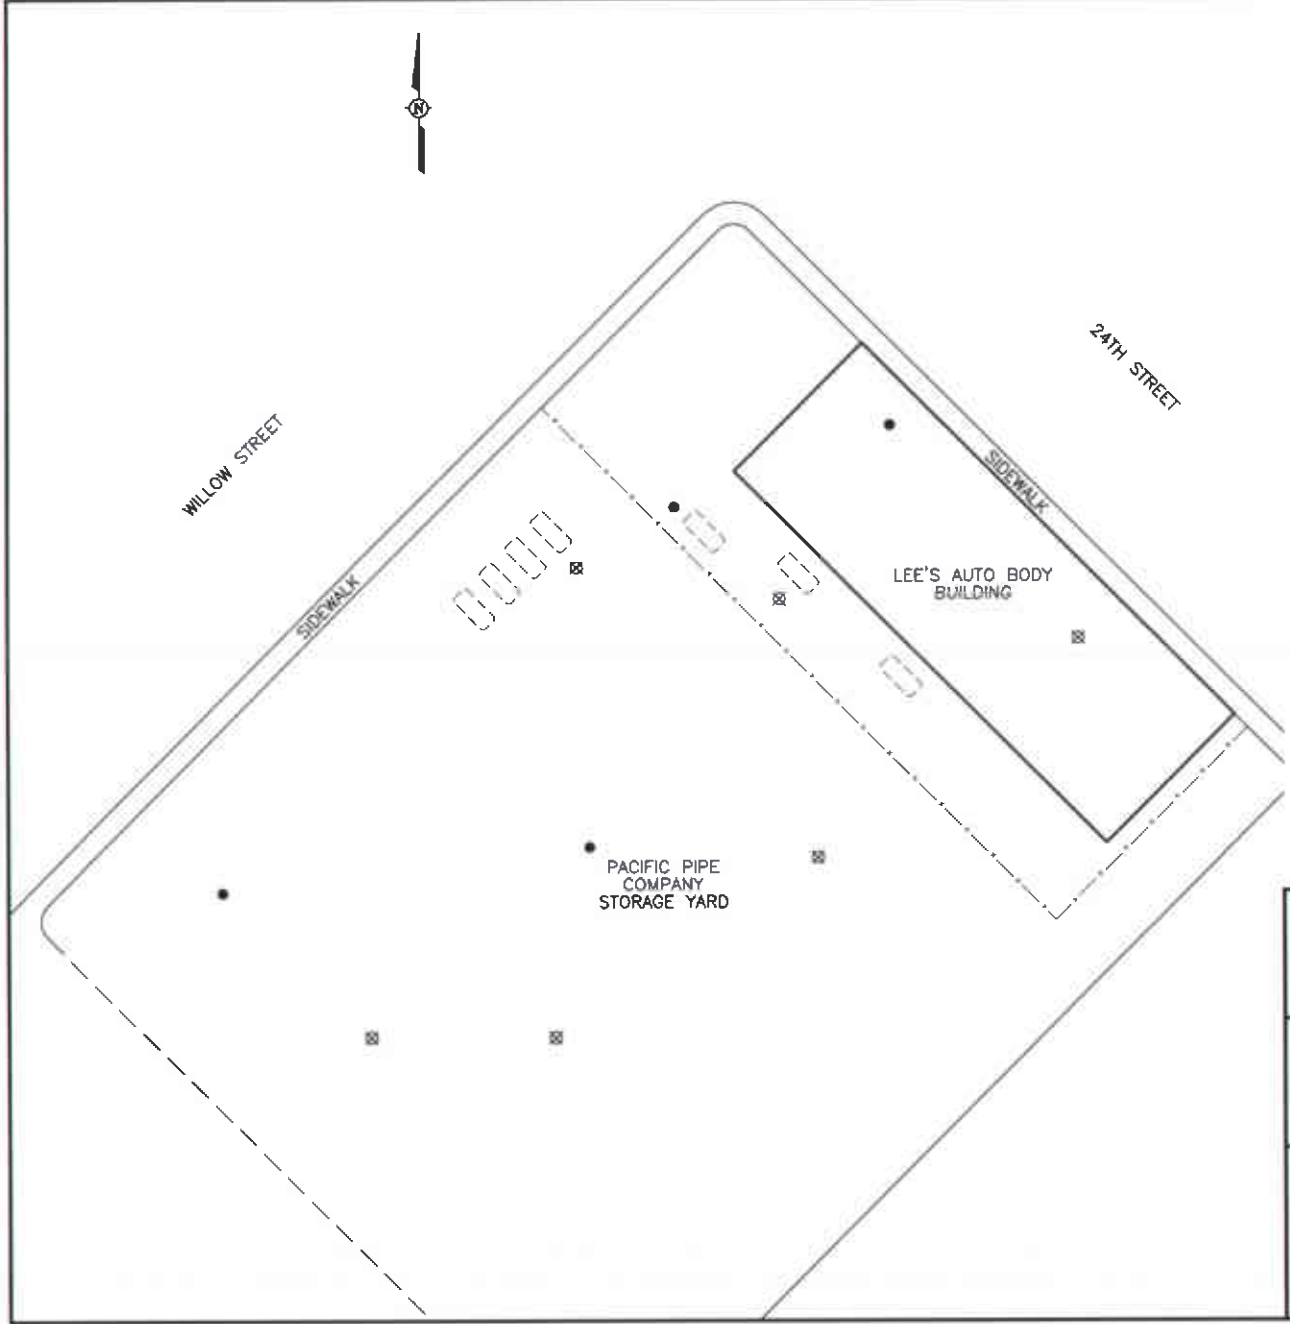 N
24TH STREET
WILLOW STREET
SIDEWALK
LEE'S AUTO BODY
BUILDING
SIDEWALK
PACIFIC PIPE
COMPANY
STORAGE YARD